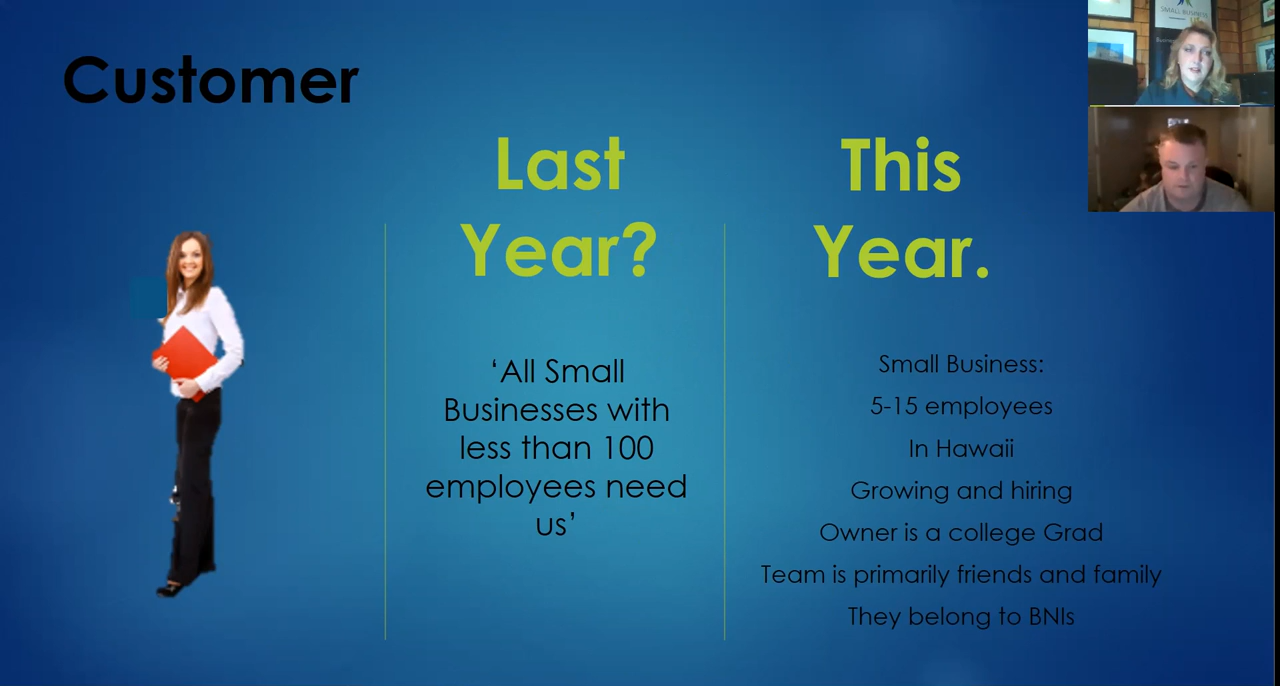 Customer
Last
Year?
‘All Small
Businesses with
less than 100
employees need
us’
This
Year.
Small Business:
5-15 employees
In Hawaii
Growing and hiring
Owner is a college Grad
Team is primarily friends and family
They belong to BNIs
SMALL BUSINESS